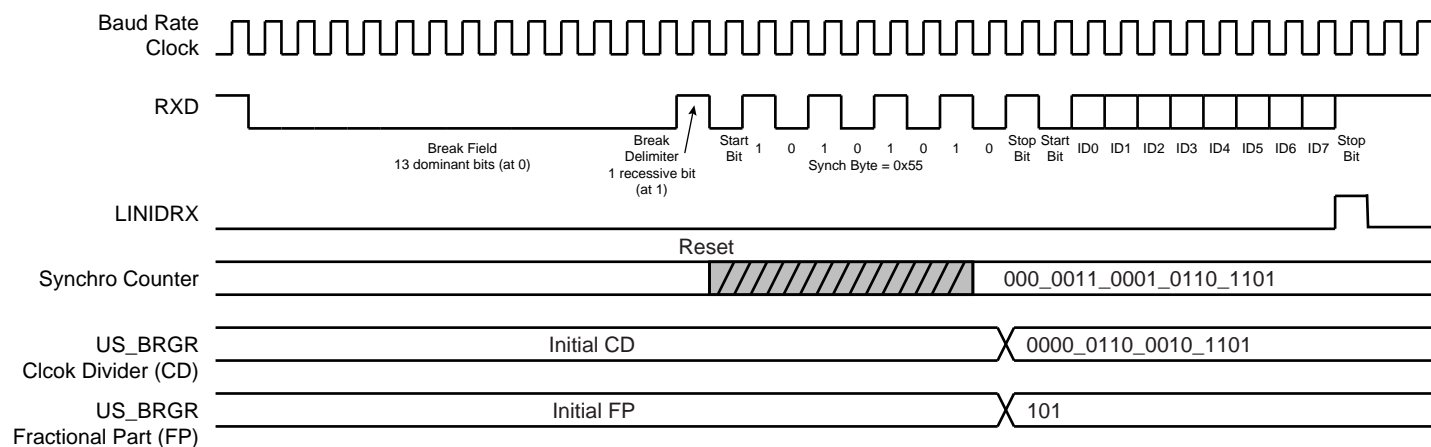 Baud Rate
Clock
RXD
Break Field
13 dominant bits (at 0)
Break
Delimiter
1 recessive bit
(at 1)
Start
Bit
1 0 1 0 1 0 1 0
Synch Byte = 0x55
Stop
Bit
Start
Bit
ID0 ID1 ID2 ID3 ID4 ID5 ID6 ID7
Stop
Bit
LINIDRX
Reset
Synchro Counter
000_0011_0001_0110_1101
US_BRGR
Clcok Divider (CD)
Initial CD
0000_0110_0010_1101
US_BRGR
Fractional Part (FP)
Initial FP
101